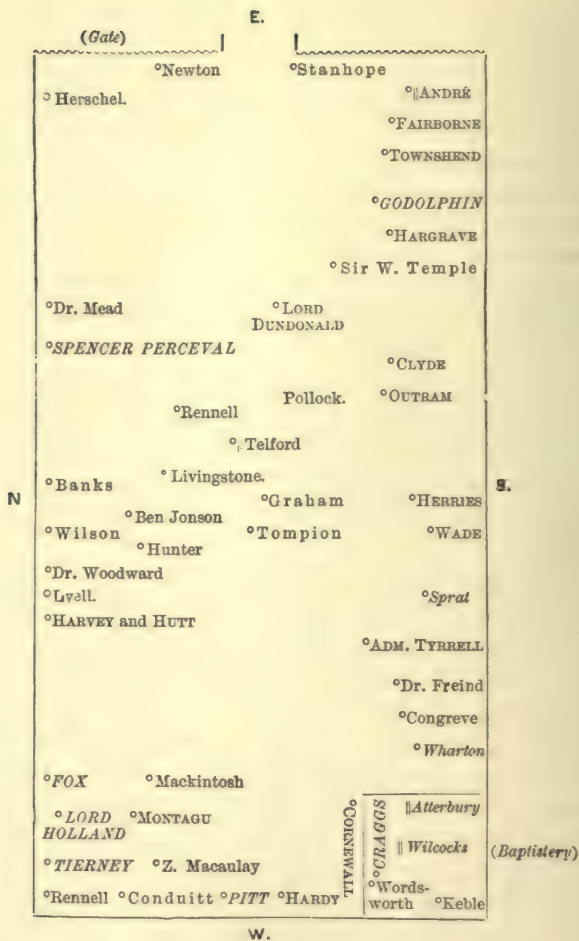 E.
(Gate)
°Newton °Stanhope
°Herschel. °||ANDRÉ
°FAIRBORNE
°TOWNSHEND
°GODOLPHIN
°HARGRAVE
°Sir W. Temple
°Dr. Mead °LORD
DUNDONALD
°SPENCER PERCEVAL
°CLYDE
Pollock. °OUTRAM
°Rennell
°Telford
°Livingstone.
°Banks S.
N °Graham °HERRIES
°Ben Jonson
°Wilson °Tompion °WADE
°Hunter
°Dr. Woodward
°Lyell. °Sprat
°HARVEY and HUTT
°ADM. TYRRELL
°Dr. Freind
°Congreve
°Wharton
°FOX °Mackintosh
||Atterbury
°LORD °MONTAGU
HOLLAND
°CORNEWALL
°CRAGGS
||Wilcocks (Baptistery)
°TIERNEY °Z. Macaulay
°Words-
worth °Keble
°Rennell °Conduitt °PITT °HARDY
W.